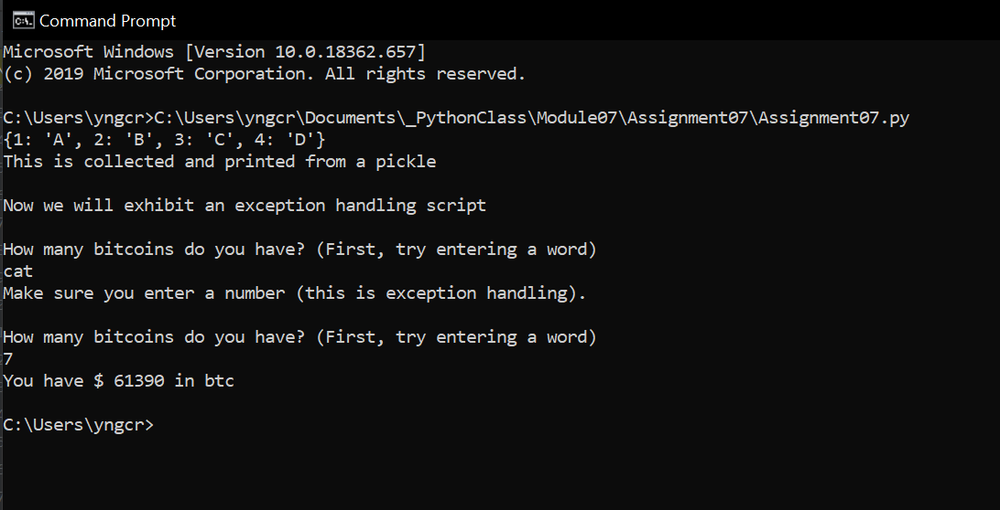 Command Prompt
Microsoft Windows [Version 10.0.18362.657]
(c) 2019 Microsoft Corporation. All rights reserved.
C:\Users\yngcr>C:\Users\yngcr\Documents\_PythonClass\Module07\Assignment07\Assignment07.py
{1: 'A', 2: 'B', 3: 'C', 4: 'D'}
This is collected and printed from a pickle
Now we will exhibit an exception handling script
How many bitcoins do you have? (First, try entering a word)
cat
Make sure you enter a number (this is exception handling).
How many bitcoins do you have? (First, try entering a word)
7
You have $ 61390 in btc
C:\Users\yngcr>